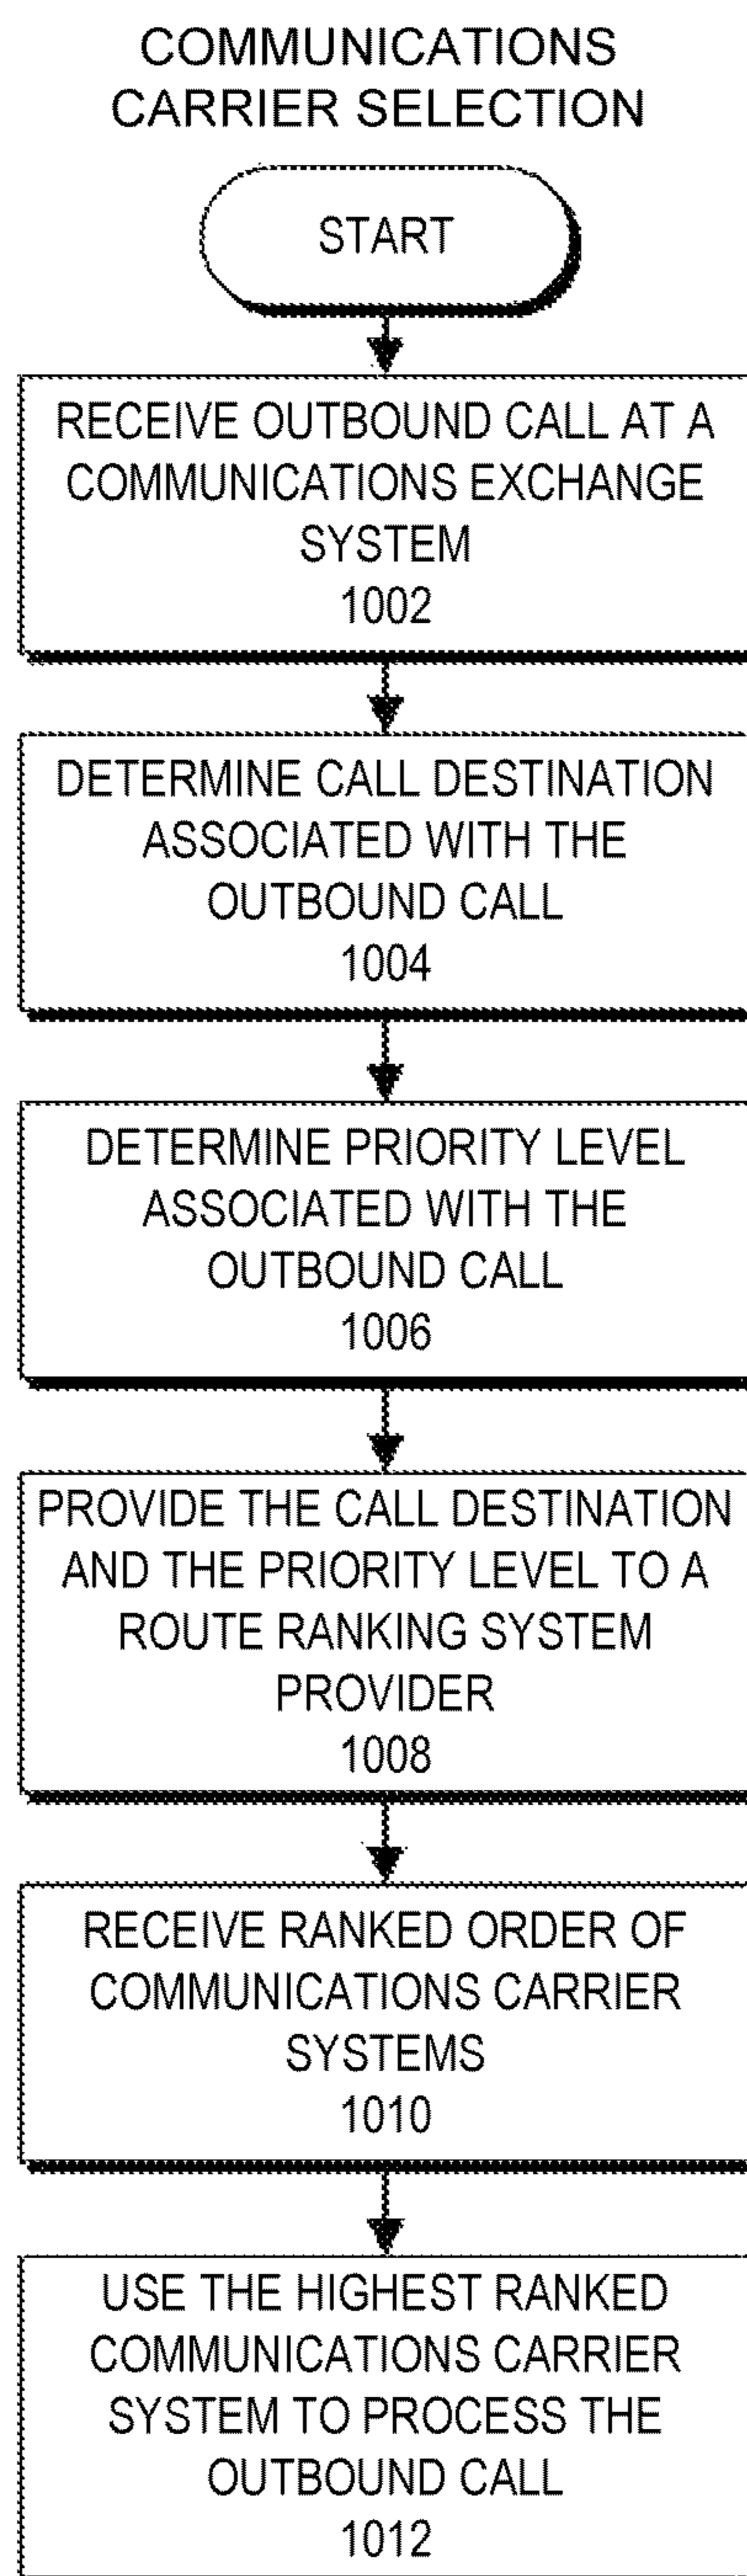 COMMUNICATIONS
CARRIER SELECTION
START
RECEIVE OUTBOUND CALL AT A
COMMUNICATIONS EXCHANGE
SYSTEM
1002
DETERMINE CALL DESTINATION
ASSOCIATED WITH THE
OUTBOUND CALL
1004
DETERMINE PRIORITY LEVEL
ASSOCIATED WITH THE
OUTBOUND CALL
1006
PROVIDE THE CALL DESTINATION
AND THE PRIORITY LEVEL TO A
ROUTE RANKING SYSTEM
PROVIDER
1008
RECEIVE RANKED ORDER OF
COMMUNICATIONS CARRIER
SYSTEMS
1010
USE THE HIGHEST RANKED
COMMUNICATIONS CARRIER
SYSTEM TO PROCESS THE
OUTBOUND CALL
1012